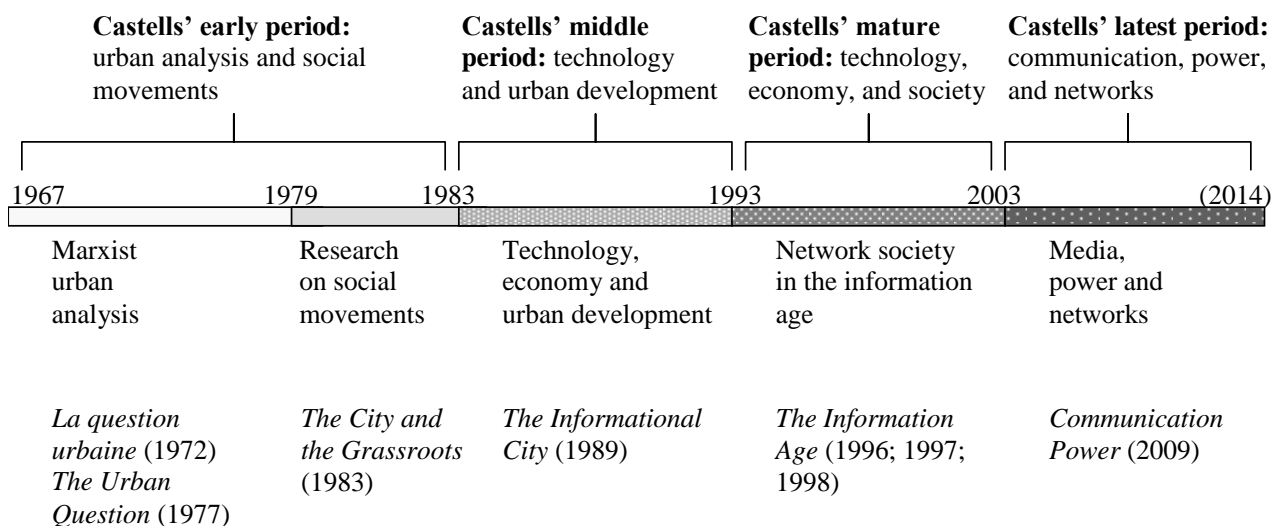 Castells’ early period:
urban analysis and social
movements
Castells’ middle
period: technology
and urban development
Castells’ mature
period: technology,
economy, and society
Castells’ latest period:
communication, power,
and networks
1967
1979
1983
1993
2003
(2014)
Marxist
urban
analysis
Research
on social
movements
Technology,
economy and
urban development
Network society
in the information
age
Media,
power and
networks
La question
urbaine (1972)
The Urban
Question (1977)
The City and
the Grassroots
(1983)
The Informational
City (1989)
The Information
Age (1996; 1997;
1998)
Communication
Power (2009)